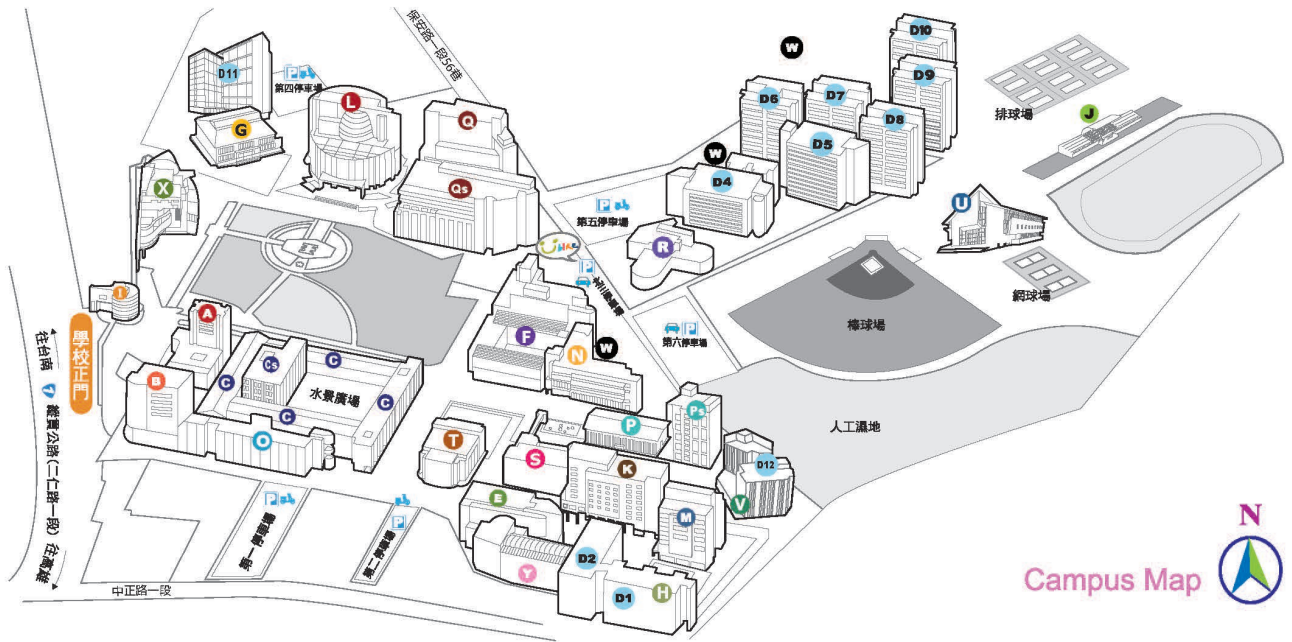 保安路一段56巷
D10
W
D11
P
第四停車場
D9
D6
D7
L
排球場
J
Q
D8
G
D5
W
X
Qs
D4
P
第五停車場
U
R
P
網球場
I
A
棒球場
P
第六停車場
F
N
W
學校正門
往台南 1 縱貫公路(二仁路一段) 往高雄
B
Cs
C
C
水景廣場
C
C
O
Ps
P
人工濕地
T
S
K
D12
E
V
P
第一停車場
P
第二停車場
M
D2
Y
D1
H
中正路一段
N
Campus Map